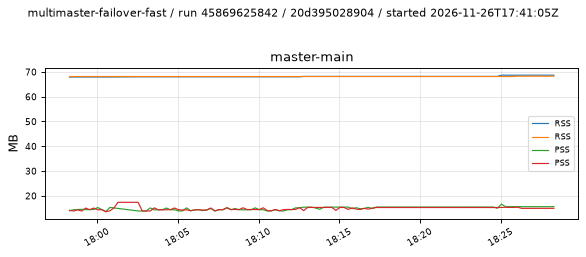 multimaster-failover-fast / run 45869625842 / 20d395028904 / started 2026-11-26T17:41:05Z
master-main
MB
70
60
50
40
30
20
RSS
RSS
PSS
PSS
18:00
18:05
18:10
18:15
18:20
18:25